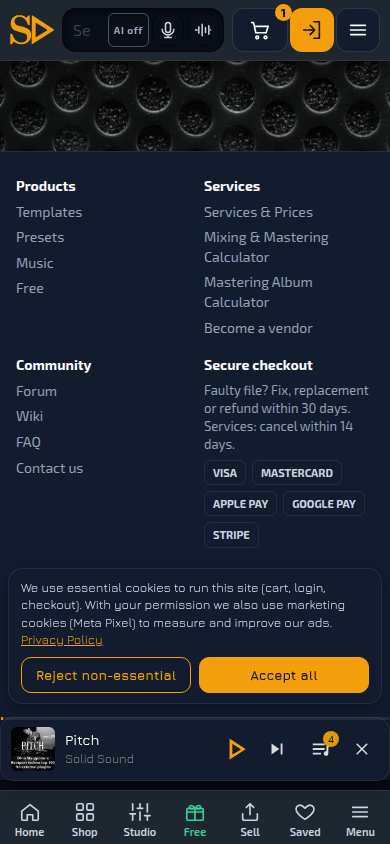 SD
Se
AI off
1
Products
Templates
Presets
Music
Free
Services
Services & Prices
Mixing & Mastering
Calculator
Mastering Album
Calculator
Become a vendor
Community
Forum
Wiki
FAQ
Contact us
Secure checkout
Faulty file? Fix, replacement
or refund within 30 days.
Services: cancel within 14
days.
VISA
MASTERCARD
APPLE PAY
GOOGLE PAY
STRIPE
We use essential cookies to run this site (cart, login,
checkout). With your permission we also use marketing
cookies (Meta Pixel) to measure and improve our ads.
Privacy Policy
Reject non-essential
Accept all
PITCH
Pitch
Solid Sound
4
Home
Shop
Studio
Free
Sell
Saved
Menu